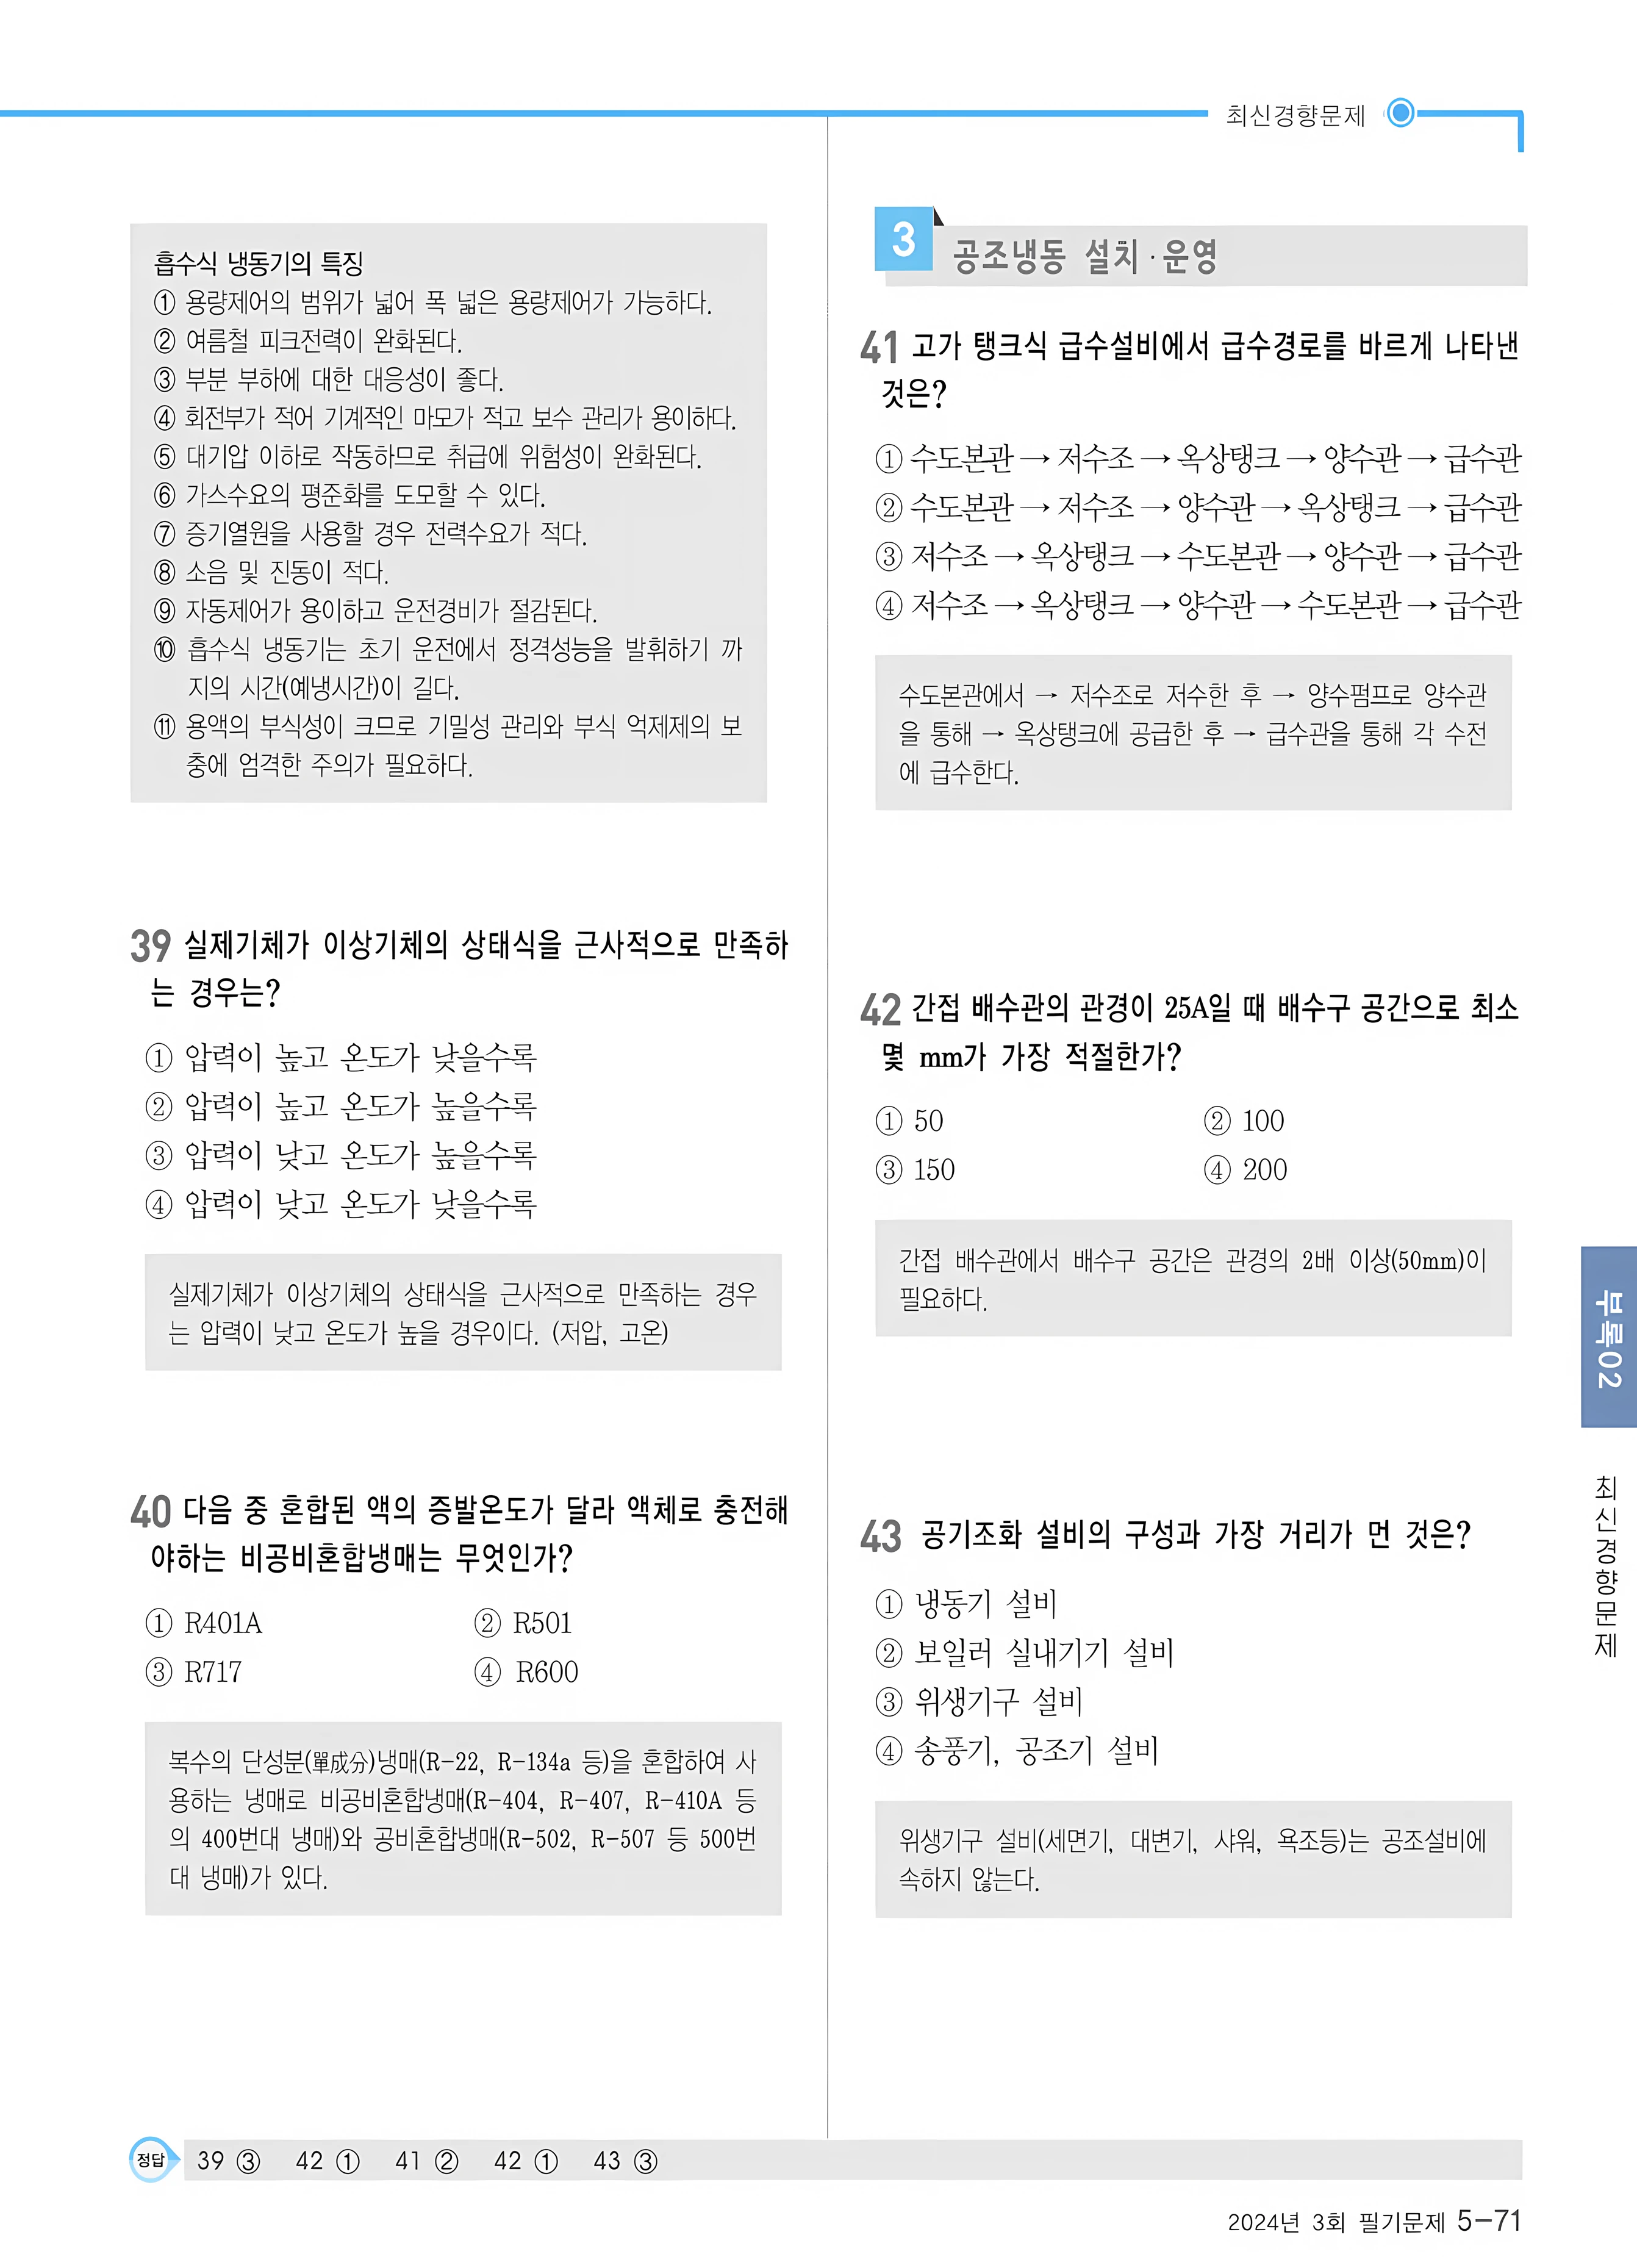 최신경향문제
흡수식 냉동기의 특징
① 용량제어의 범위가 넓어 폭 넓은 용량제어가 가능하다.
② 여름철 피크전력이 완화된다.
③ 부분 부하에 대한 대응성이 좋다.
④ 회전부가 적어 기계적인 마모가 적고 보수 관리가 용이하다.
⑤ 대기압 이하로 작동하므로 취급에 위험성이 완화된다.
⑥ 가스수요의 평준화를 도모할 수 있다.
⑦ 증기열원을 사용할 경우 전력수요가 적다.
⑧ 소음 및 진동이 적다.
⑨ 자동제어가 용이하고 운전경비가 절감된다.
⑩ 흡수식 냉동기는 초기 운전에서 정격성능을 발휘하기 까
지의 시간(예냉시간)이 길다.
⑪ 용액의 부식성이 크므로 기밀성 관리와 부식 억제제의 보
충에 엄격한 주의가 필요하다.
39 실제기체가 이상기체의 상태식을 근사적으로 만족하
는 경우는?
① 압력이 높고 온도가 낮을수록
② 압력이 높고 온도가 높을수록
③ 압력이 낮고 온도가 높을수록
④ 압력이 낮고 온도가 낮을수록
실제기체가 이상기체의 상태식을 근사적으로 만족하는 경우
는 압력이 낮고 온도가 높을 경우이다. (저압, 고온)
40 다음 중 혼합된 액의 증발온도가 달라 액체로 충전해
야하는 비공비혼합냉매는 무엇인가?
① R401A ② R501
③ R717 ④ R600
복수의 단성분(單成分)냉매(R-22, R-134a 등)을 혼합하여 사
용하는 냉매로 비공비혼합냉매(R-404, R-407, R-410A 등
의 400번대 냉매)와 공비혼합냉매(R-502, R-507 등 500번
대 냉매)가 있다.
3 공조냉동 설치·운영
41 고가 탱크식 급수설비에서 급수경로를 바르게 나타낸
것은?
① 수도본관 → 저수조 → 옥상탱크 → 양수관 → 급수관
② 수도본관 → 저수조 → 양수관 → 옥상탱크 → 급수관
③ 저수조 → 옥상탱크 → 수도본관 → 양수관 → 급수관
④ 저수조 → 옥상탱크 → 양수관 → 수도본관 → 급수관
수도본관에서 → 저수조로 저수한 후 → 양수펌프로 양수관
을 통해 → 옥상탱크에 공급한 후 → 급수관을 통해 각 수전
에 급수한다.
42 간접 배수관의 관경이 25A일 때 배수구 공간으로 최소
몇 mm가 가장 적절한가?
① 50 ② 100
③ 150 ④ 200
간접 배수관에서 배수구 공간은 관경의 2배 이상(50mm)이
필요하다.
43 공기조화 설비의 구성과 가장 거리가 먼 것은?
① 냉동기 설비
② 보일러 실내기기 설비
③ 위생기구 설비
④ 송풍기, 공조기 설비
위생기구 설비(세면기, 대변기, 샤워, 욕조등)는 공조설비에
속하지 않는다.
부록02
최신경향문제
정답 39 ③ 42 ① 41 ② 42 ① 43 ③
2024년 3회 필기문제 5-71